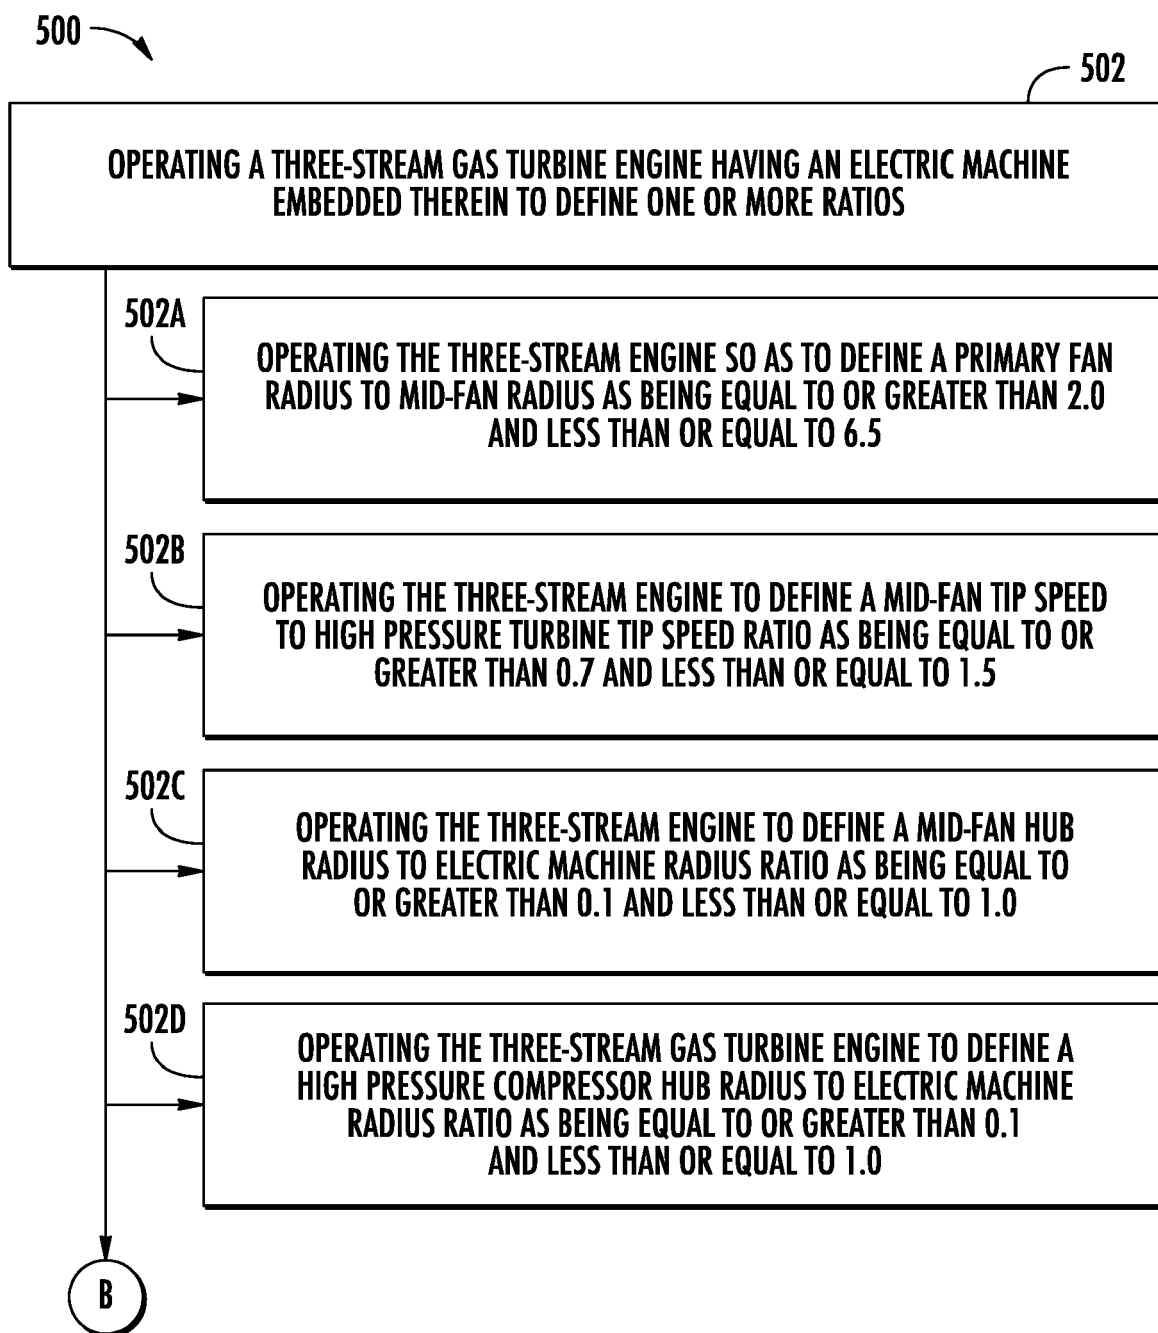 500
502
OPERATING A THREE-STREAM GAS TURBINE ENGINE HAVING AN ELECTRIC MACHINE
EMBEDDED THEREIN TO DEFINE ONE OR MORE RATIOS
502A
OPERATING THE THREE-STREAM ENGINE SO AS TO DEFINE A PRIMARY FAN
RADIUS TO MID-FAN RADIUS AS BEING EQUAL TO OR GREATER THAN 2.0
AND LESS THAN OR EQUAL TO 6.5
502B
OPERATING THE THREE-STREAM ENGINE TO DEFINE A MID-FAN TIP SPEED
TO HIGH PRESSURE TURBINE TIP SPEED RATIO AS BEING EQUAL TO OR
GREATER THAN 0.7 AND LESS THAN OR EQUAL TO 1.5
502C
OPERATING THE THREE-STREAM ENGINE TO DEFINE A MID-FAN HUB
RADIUS TO ELECTRIC MACHINE RADIUS RATIO AS BEING EQUAL TO
OR GREATER THAN 0.1 AND LESS THAN OR EQUAL TO 1.0
502D
OPERATING THE THREE-STREAM GAS TURBINE ENGINE TO DEFINE A
HIGH PRESSURE COMPRESSOR HUB RADIUS TO ELECTRIC MACHINE
RADIUS RATIO AS BEING EQUAL TO OR GREATER THAN 0.1
AND LESS THAN OR EQUAL TO 1.0
B